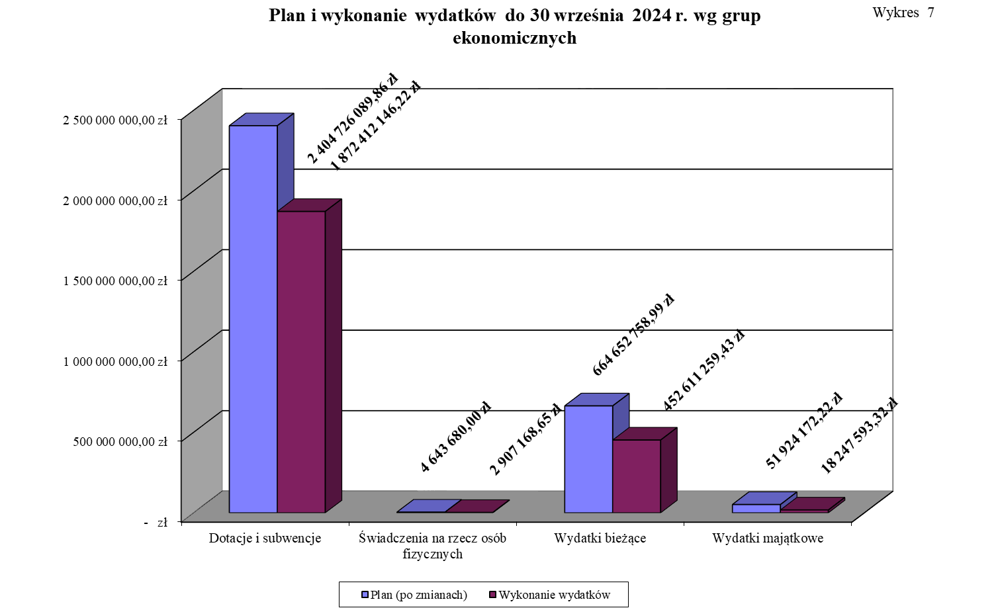 Plan i wykonanie wydatków do 30 września 2024 r. wg grup
ekonomicznych
Wykres 7
2 500 000 000,00 zł
2 000 000 000,00 zł
1 500 000 000,00 zł
1 000 000 000,00 zł
500 000 000,00 zł
- zł
2 404 726 089,86 zł
1 872 412 146,22 zł
4 643 680,00 zł
2 907 168,65 zł
664 652 758,99 zł
452 611 259,43 zł
51 924 172,22 zł
18 247 593,32 zł
Dotacje i subwencje
Świadczenia na rzecz osób
fizycznych
Wydatki bieżące
Wydatki majątkowe
Plan (po zmianach)
Wykonanie wydatków